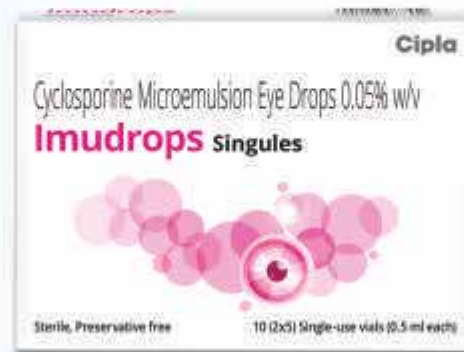 Cipla
Cyclosporine Microemulsion Eye Drops 0.05% w/v
Imudrops Singules
Sterile, Preservative free
10 (2x5) Single-use vials (0.5 ml each)